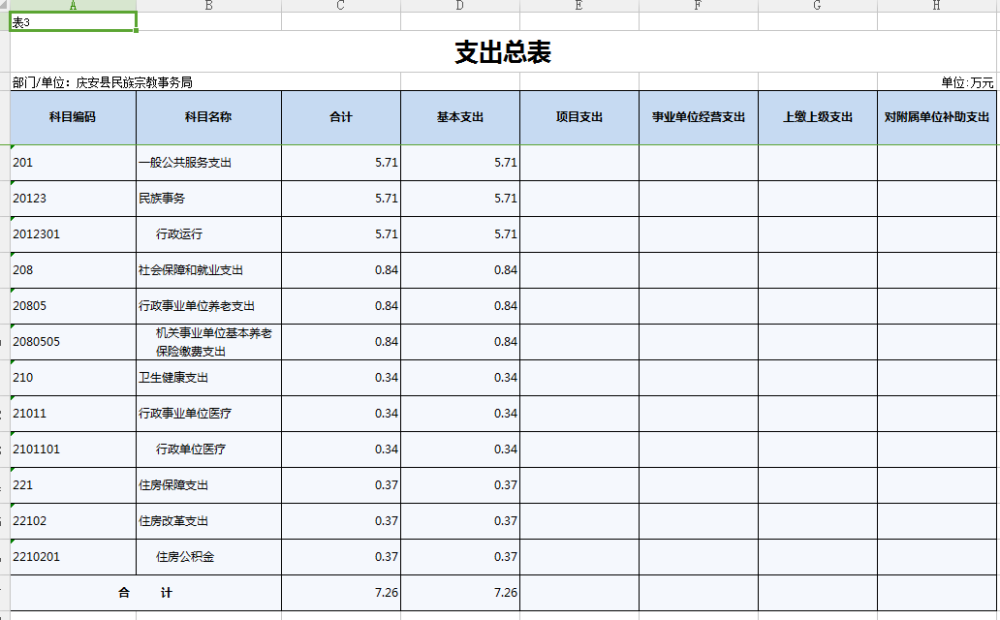 A B C D E F G H
表3
支出总表
部门/单位：庆安县民族宗教事务局 单位:万元
科目编码 科目名称 合计 基本支出 项目支出 事业单位经营支出 上缴上级支出 对附属单位补助支出
201 一般公共服务支出 5.71 5.71
20123 民族事务 5.71 5.71
2012301 行政运行 5.71 5.71
208 社会保障和就业支出 0.84 0.84
20805 行政事业单位养老支出 0.84 0.84
2080505 机关事业单位基本养老保险缴费支出 0.84 0.84
210 卫生健康支出 0.34 0.34
21011 行政事业单位医疗 0.34 0.34
2101101 行政单位医疗 0.34 0.34
221 住房保障支出 0.37 0.37
22102 住房改革支出 0.37 0.37
2210201 住房公积金 0.37 0.37
合 计 7.26 7.26